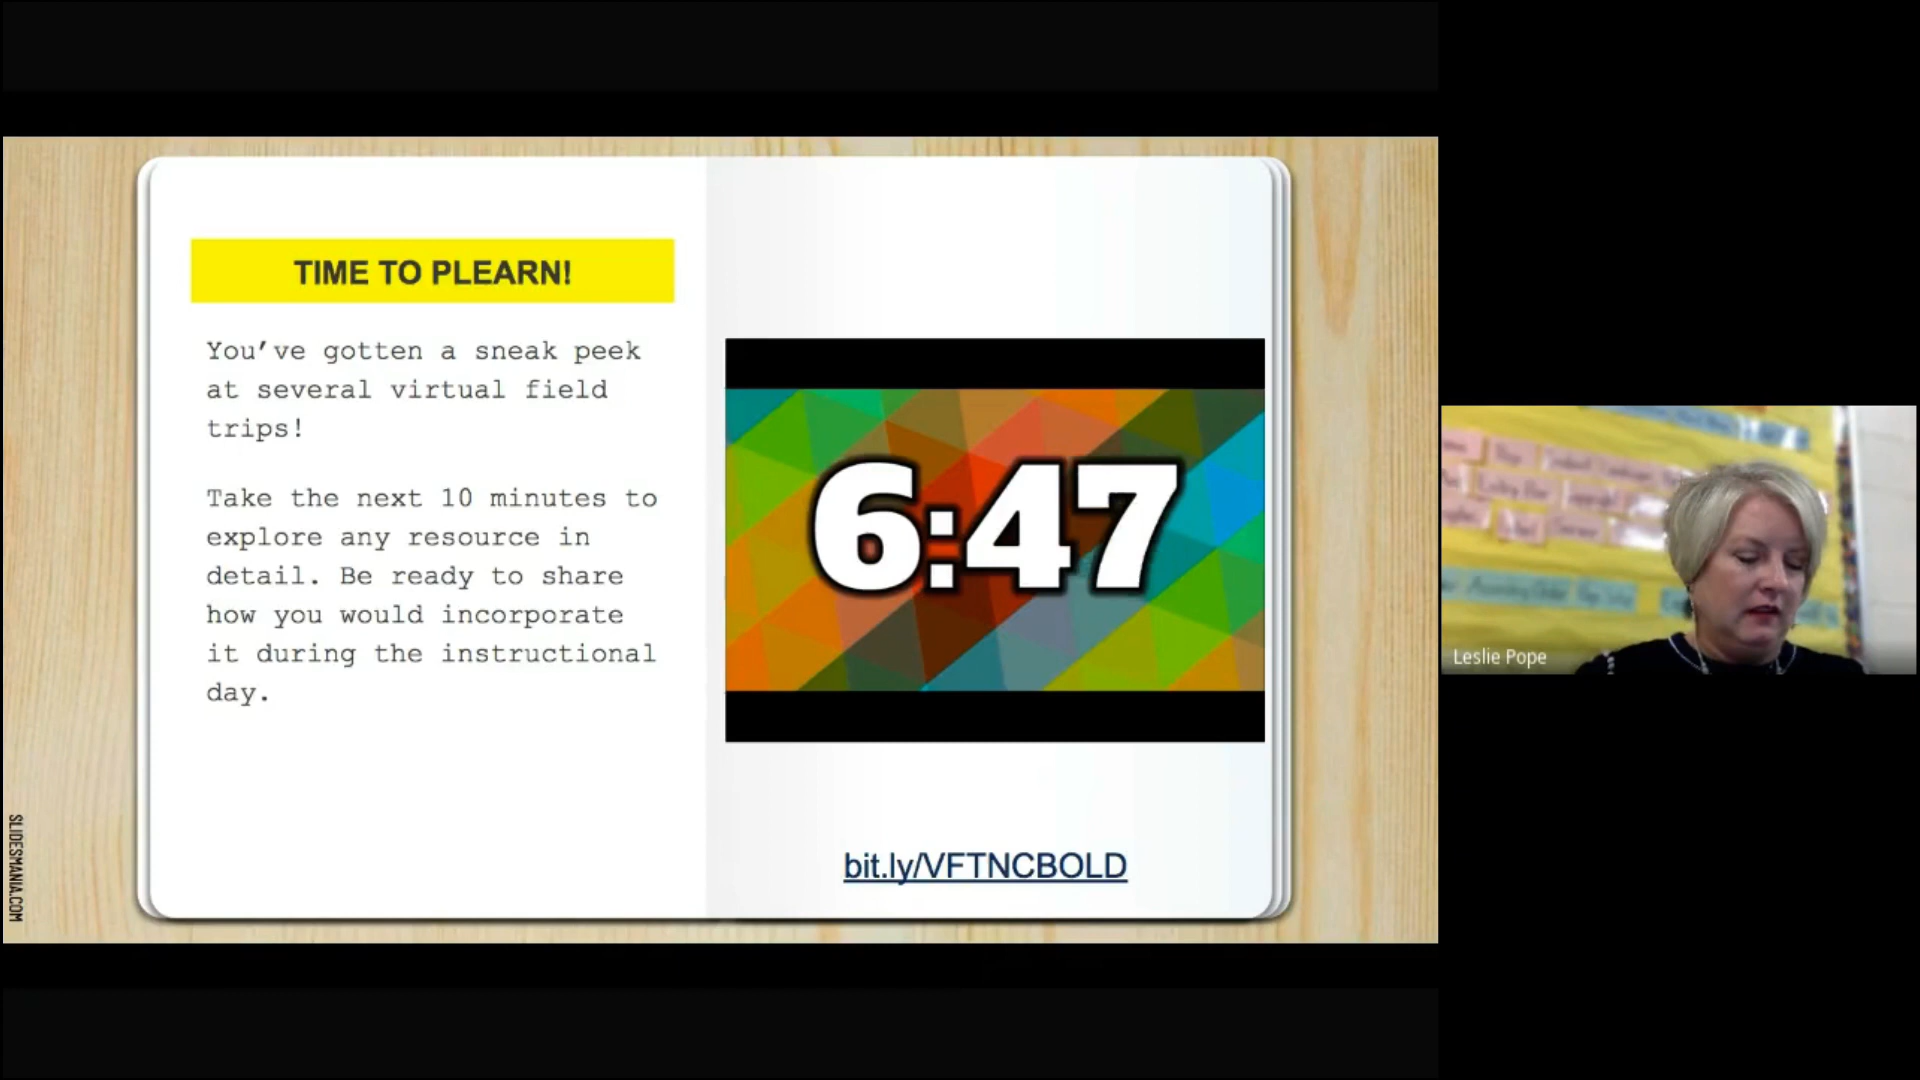 TIME TO PLEARN!
You’ve gotten a sneak peek
at several virtual field
trips!
Take the next 10 minutes to
explore any resource in
detail. Be ready to share
how you would incorporate
it during the instructional
day.
6:47
bit.ly/VFTNCBOLD
SLIDESMANIA.COM
Leslie Pope